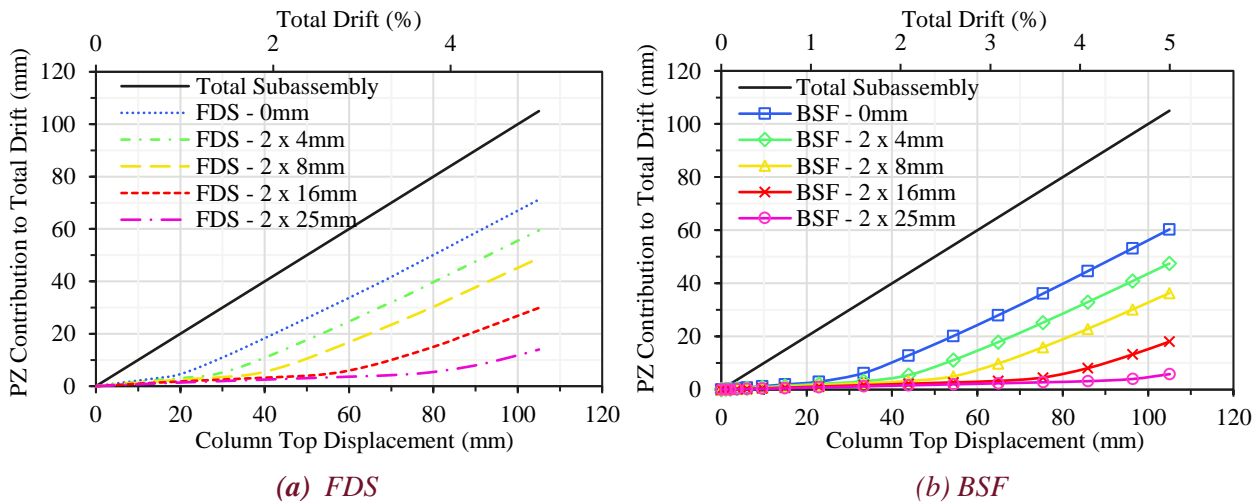 Total Drift (%)
0 2 4
PZ Contribution to Total Drift (mm)
120
100
80
60
40
20
0
Total Subassembly
FDS - 0mm
FDS - 2 x 4mm
FDS - 2 x 8mm
FDS - 2 x 16mm
FDS - 2 x 25mm
0 20 40 60 80 100 120
Column Top Displacement (mm)
(a) FDS
Total Drift (%)
0 1 2 3 4 5
PZ Contribution to Total Drift (mm)
120
100
80
60
40
20
0
Total Subassembly
BSF - 0mm
BSF - 2 x 4mm
BSF - 2 x 8mm
BSF - 2 x 16mm
BSF - 2 x 25mm
0 20 40 60 80 100 120
Column Top Displacement (mm)
(b) BSF